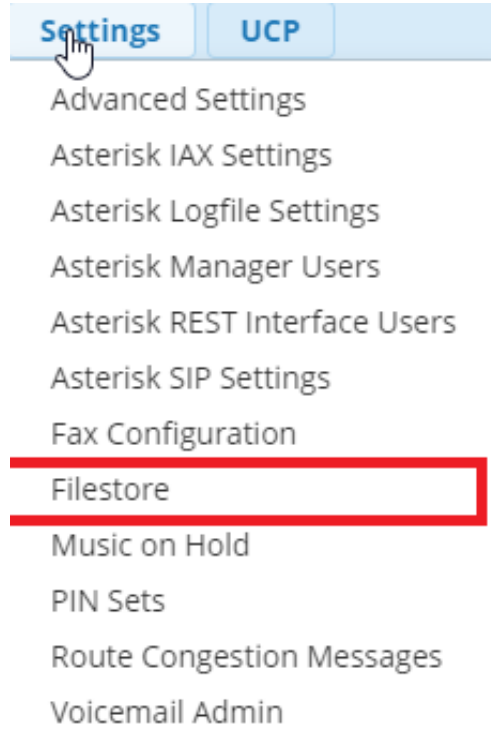 Settings UCP
Advanced Settings
Asterisk IAX Settings
Asterisk Logfile Settings
Asterisk Manager Users
Asterisk REST Interface Users
Asterisk SIP Settings
Fax Configuration
Filestore
Music on Hold
PIN Sets
Route Congestion Messages
Voicemail Admin